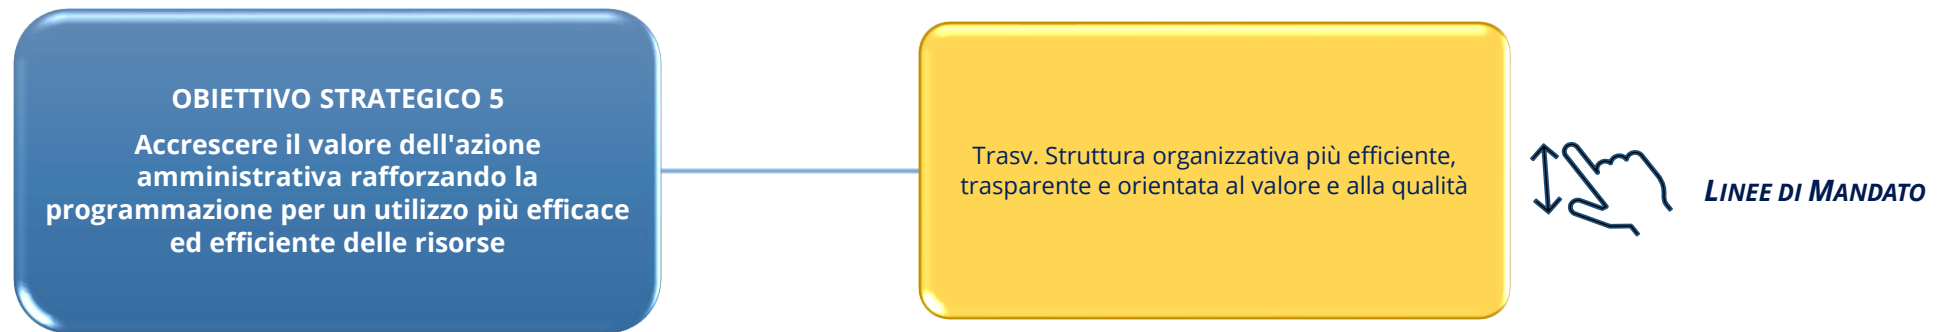 OBIETTIVO STRATEGICO 5
Accrescere il valore dell'azione
amministrativa rafforzando la
programmazione per un utilizzo più efficace
ed efficiente delle risorse
Trasv. Struttura organizzativa più efficiente,
trasparente e orientata al valore e alla qualità
LINEE DI MANDATO